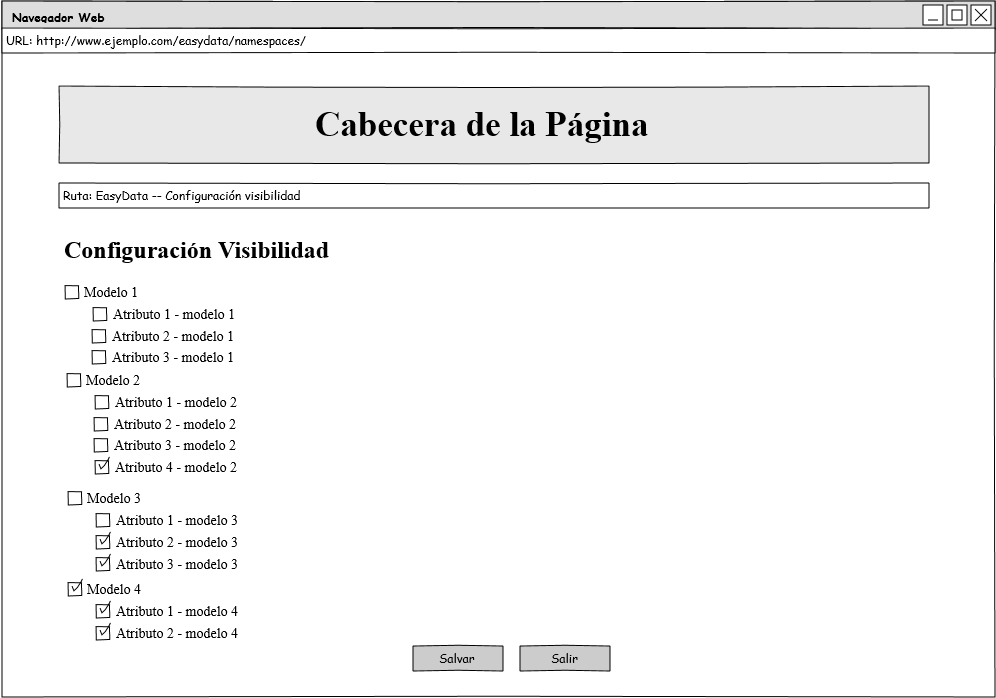 Navegador Web
URL: http://www.ejemplo.com/easydata/namespaces/
Cabecera de la Página
Ruta: EasyData -- Configuración visibilidad
Configuración Visibilidad
Modelo 1
Atributo 1 - modelo 1
Atributo 2 - modelo 1
Atributo 3 - modelo 1
Modelo 2
Atributo 1 - modelo 2
Atributo 2 - modelo 2
Atributo 3 - modelo 2
Atributo 4 - modelo 2
Modelo 3
Atributo 1 - modelo 3
Atributo 2 - modelo 3
Atributo 3 - modelo 3
Modelo 4
Atributo 1 - modelo 4
Atributo 2 - modelo 4
Salvar Salir